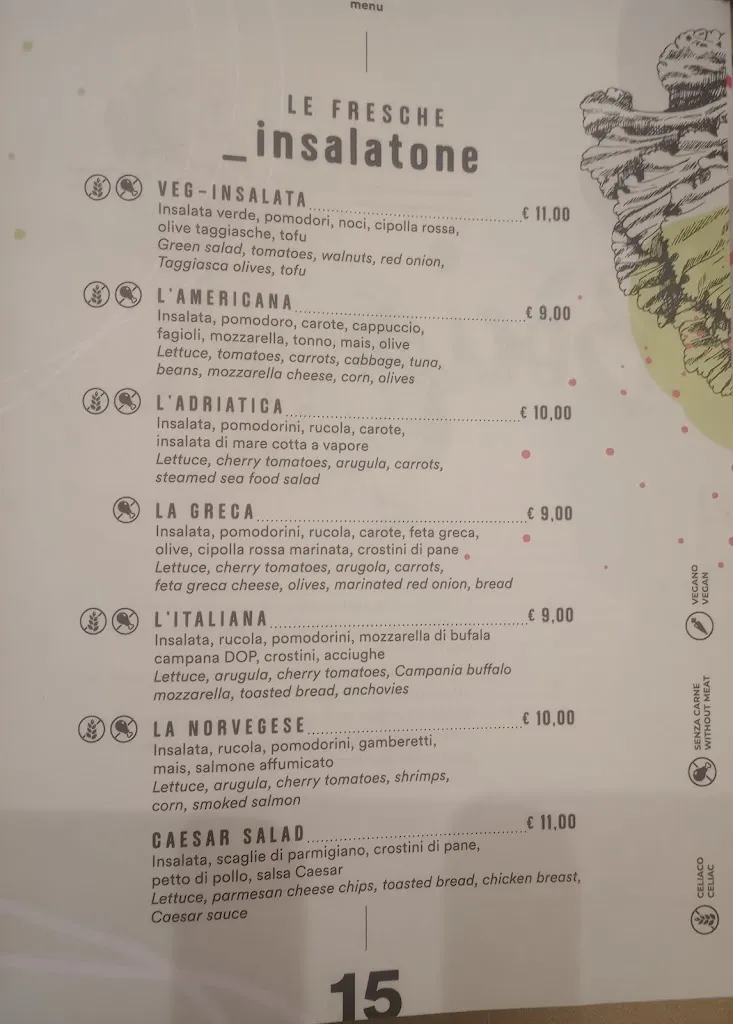 menu
LE FRESCHE
_insalatone
VEG-INSALATA € 11,00
Insalata verde, pomodori, noci, cipolla rossa,
olive taggiasche, tofu
Green salad, tomatoes, walnuts, red onion,
Taggiasca olives, tofu
L'AMERICANA € 9,00
Insalata, pomodoro, carote, cappuccio,
fagioli, mozzarella, tonno, mais, olive
Lettuce, tomatoes, carrots, cabbage, tuna,
beans, mozzarella cheese, corn, olives
L'ADRIATICA € 10,00
Insalata, pomodorini, rucola, carote,
insalata di mare cotta a vapore
Lettuce, cherry tomatoes, arugula, carrots,
steamed sea food salad
LA GRECA € 9,00
Insalata, pomodorini, rucola, carote, feta greca,
olive, cipolla rossa marinata, crostini di pane
Lettuce, cherry tomatoes, arugola, carrots,
feta greca cheese, olives, marinated red onion, bread
L'ITALIANA € 9,00
Insalata, rucola, pomodorini, mozzarella di bufala
campana DOP, crostini, acciughe
Lettuce, arugula, cherry tomatoes, Campania buffalo
mozzarella, toasted bread, anchovies
LA NORVEGESE € 10,00
Insalata, rucola, pomodorini, gamberetti,
mais, salmone affumicato
Lettuce, arugula, cherry tomatoes, shrimps,
corn, smoked salmon
CAESAR SALAD € 11,00
Insalata, scaglie di parmigiano, crostini di pane,
petto di pollo, salsa Caesar
Lettuce, parmesan cheese chips, toasted bread, chicken breast,
Caesar sauce
15
VEGANO
VEGAN
SENZA CARNE
WITHOUT MEAT
CELIACO
CELIAC